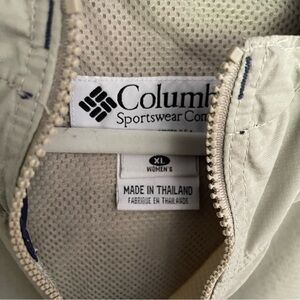 Columb
Sportswear Com
XL
WOMEN'S
MADE IN THAILAND
FABRIQUE EN THAILANDE